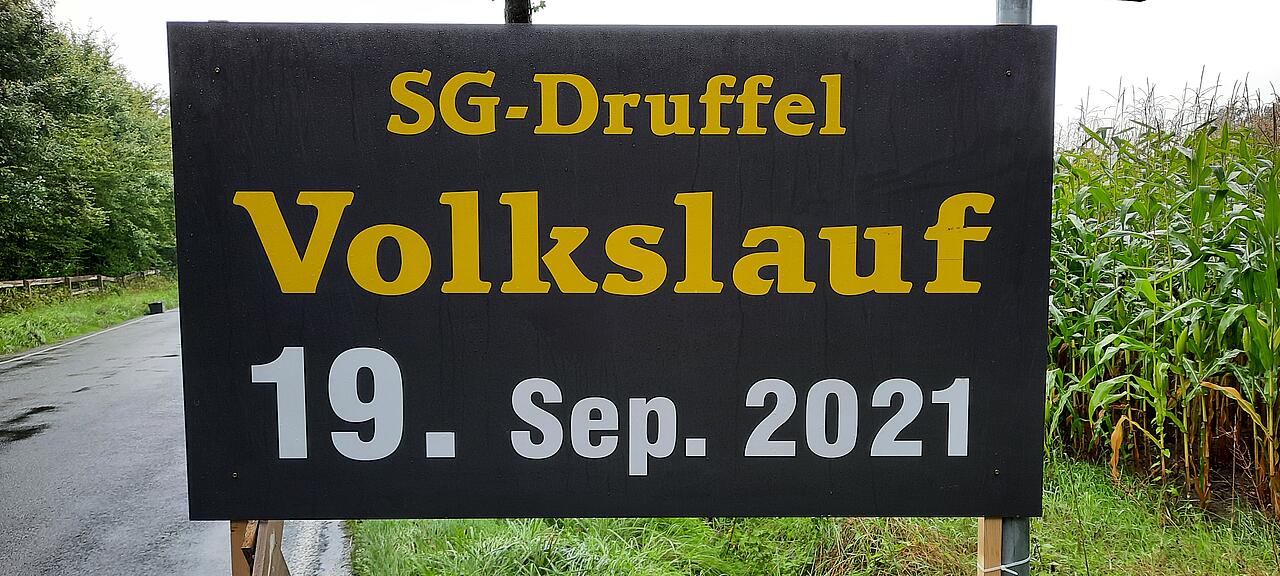 SG-Druffel
Volkslauf
19. Sep. 2021